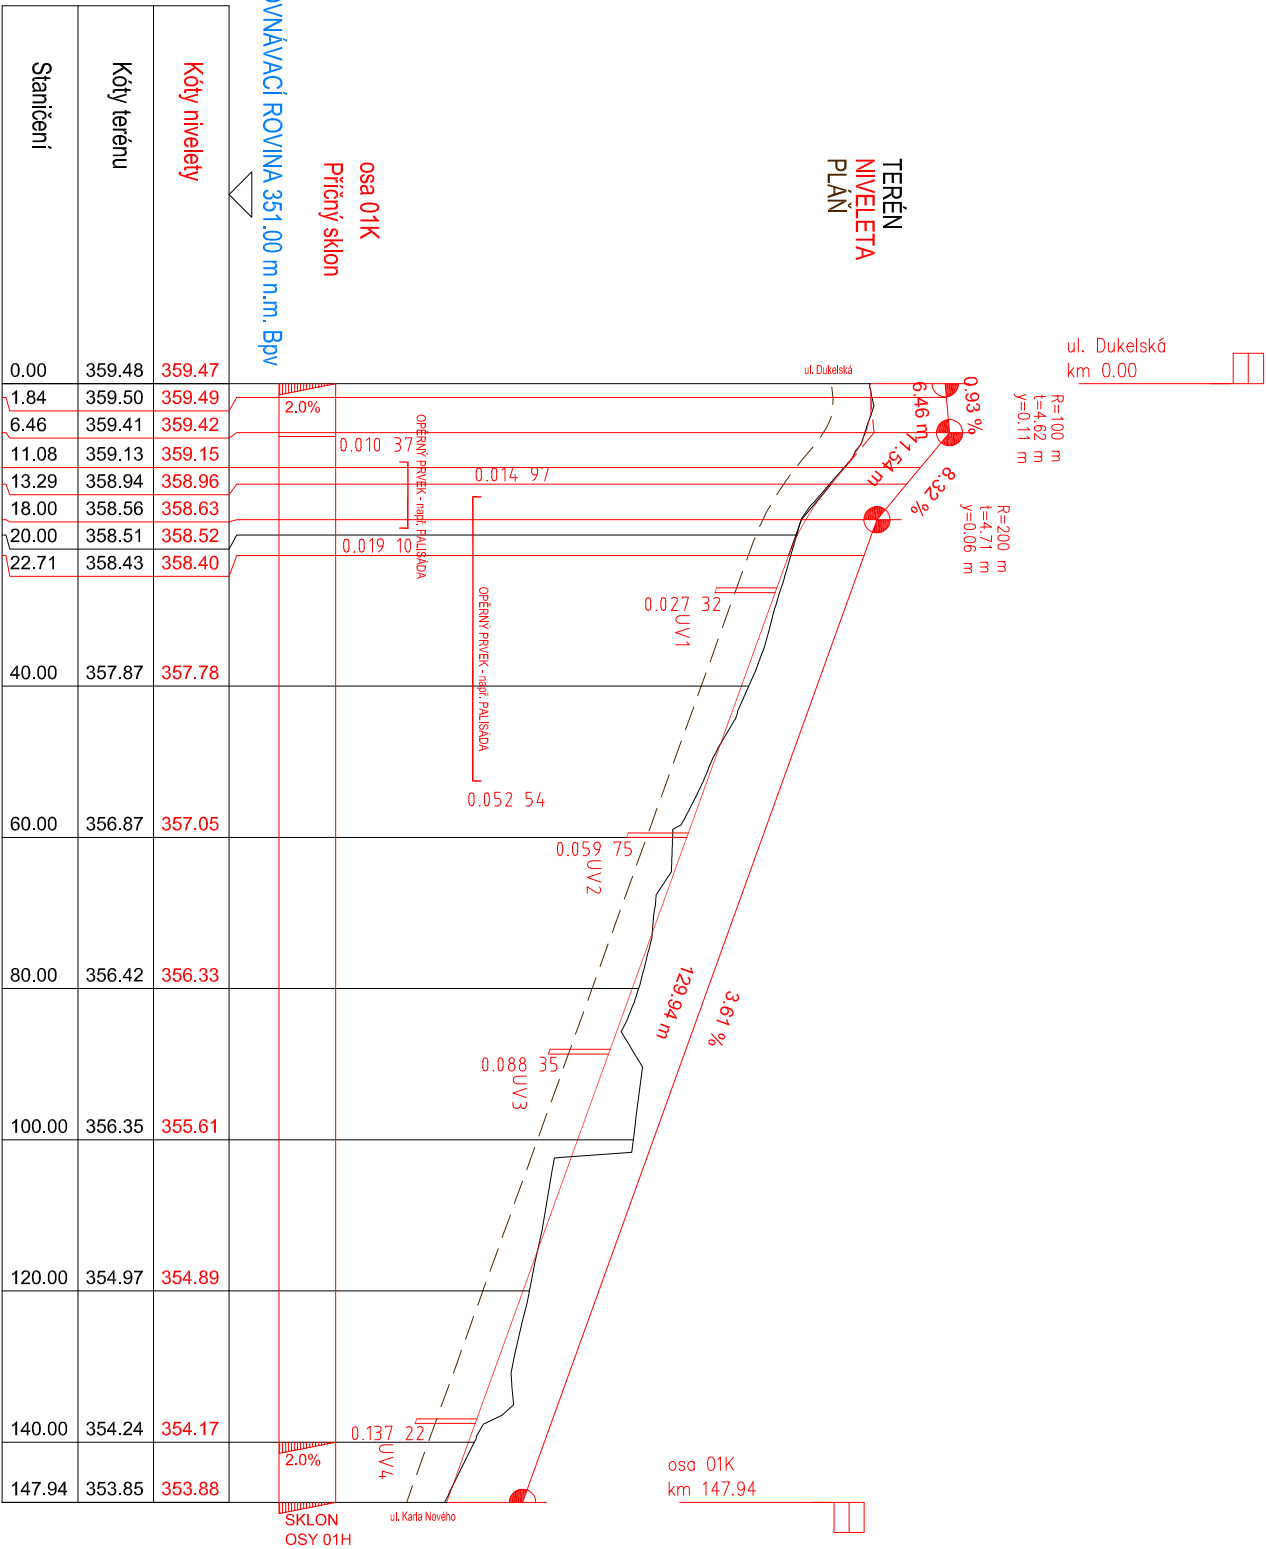 Staničení
Kóty terénu
Kóty nivelety
OVNÁVACÍ ROVINA 351.00 m n.m. Bpv
osa 01K
Příčný sklon
TERÉN
NIVELETA
PLÁŇ
ul. Dukelská
km 0.00
ul. Dukelská
0.93 %
6.46 m
R=100 m
t=4.62 m
y=0.11 m
11.54 m
8.32 %
R=200 m
t=4.71 m
y=0.06 m
0.00 359.48 359.47
1.84 359.50 359.49
6.46 359.41 359.42
11.08 359.13 359.15
13.29 358.94 358.96
18.00 358.56 358.63
20.00 358.51 358.52
22.71 358.43 358.40
40.00 357.87 357.78
60.00 356.87 357.05
80.00 356.42 356.33
100.00 356.35 355.61
120.00 354.97 354.89
140.00 354.24 354.17
147.94 353.85 353.88
2.0%
0.010 37
OPĚRNÝ PRVEK - např. PALISÁDA
0.019 10
0.014 97
OPĚRNÝ PRVEK - např. PALISÁDA
0.052 54
0.027 32
UV1
0.059 75
UV2
129.94 m
3.61 %
0.088 35
UV3
0.137 22
UV4
2.0%
SKLON
OSY 01H
ul. Karla Nového
osa 01K
km 147.94